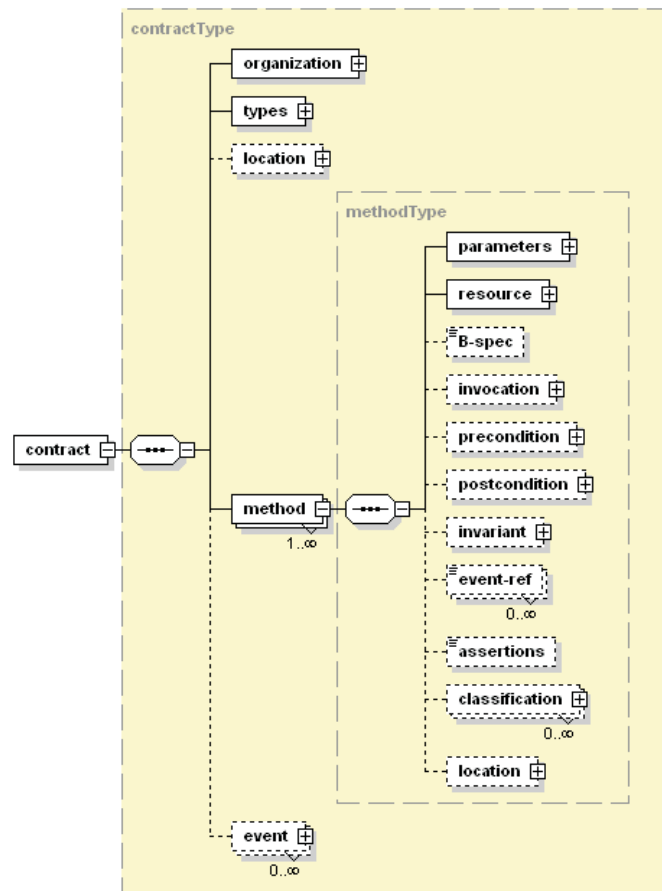 contractType
organization
types
location
methodType
parameters
resource
B-spec
invocation
precondition
postcondition
contract
method
1..∞
invariant
event-ref
0..∞
assertions
classification
0..∞
location
event
0..∞